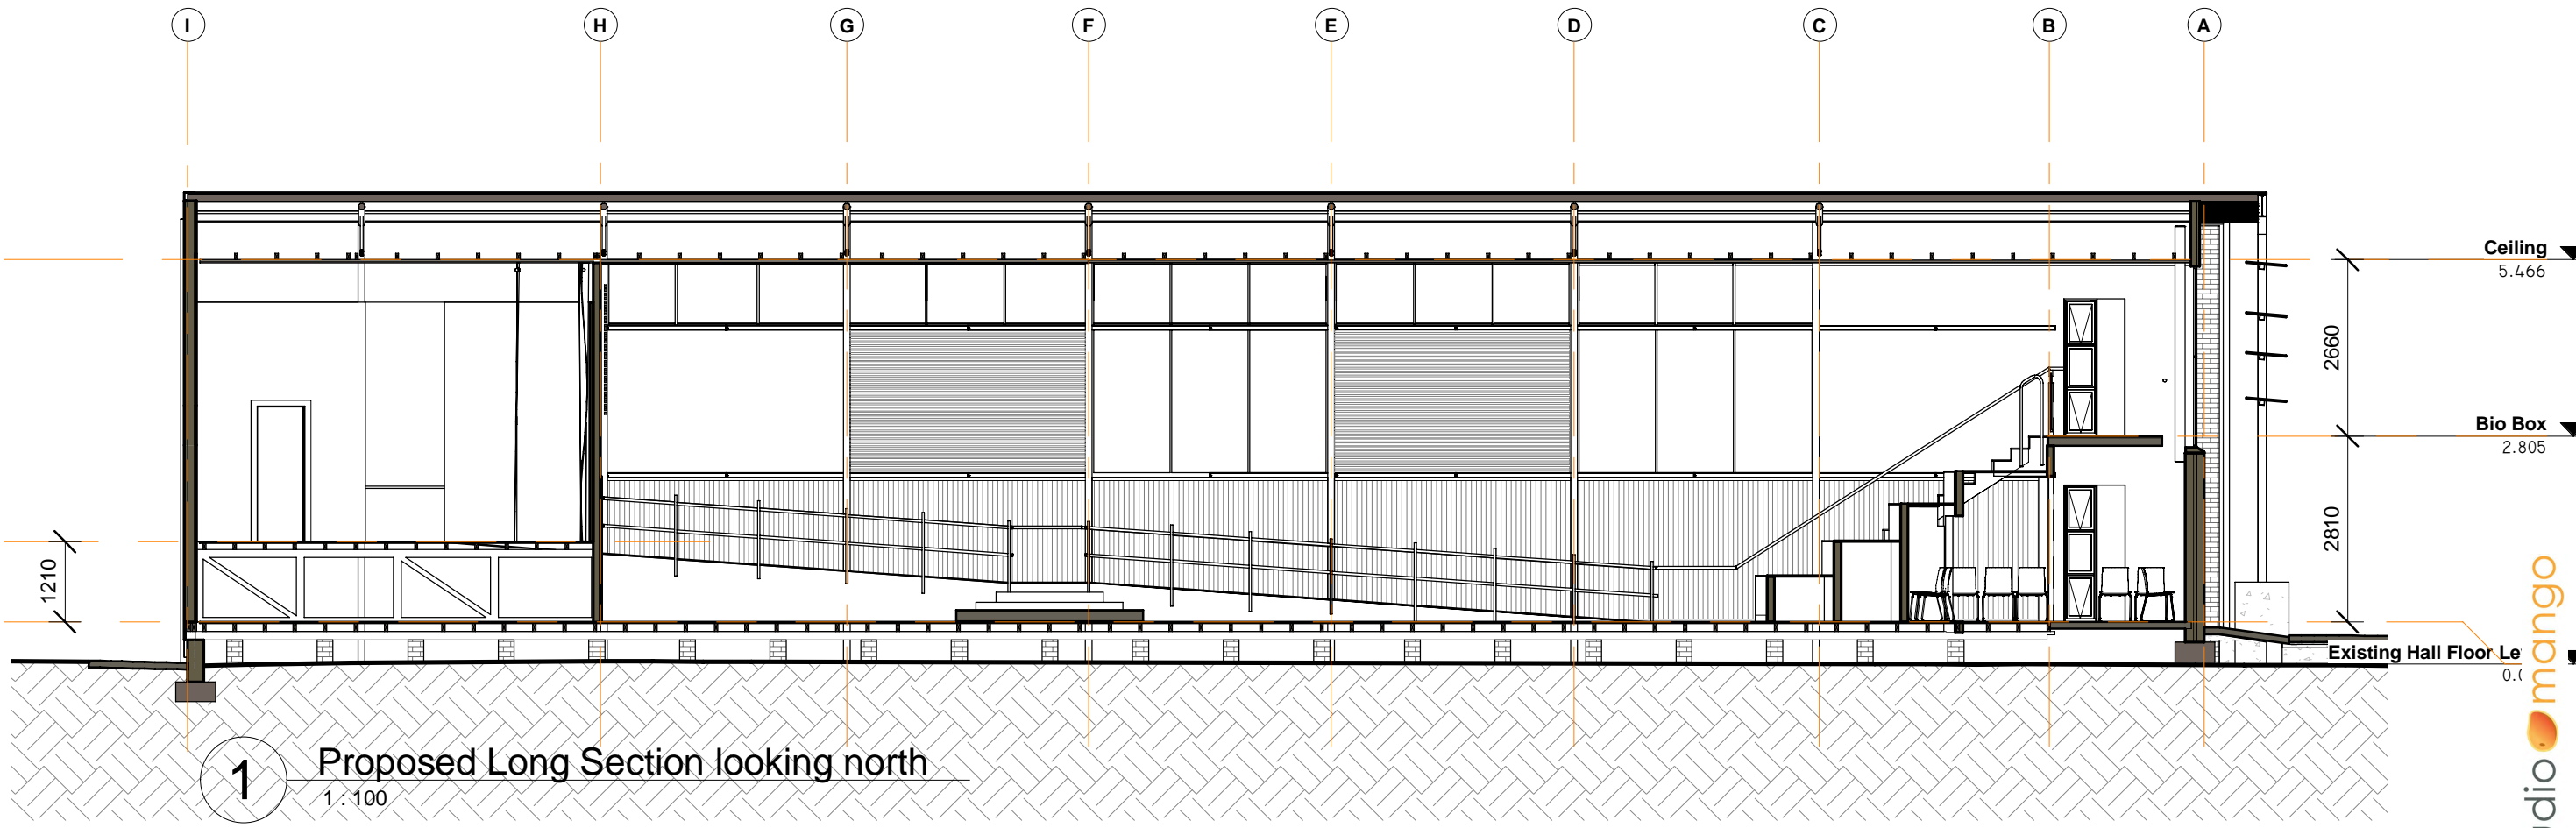 I H G F E D C B A
Ceiling
5.466
2660
Bio Box
2.805
2810
1210
Existing Hall Floor
1 Proposed Long Section looking north
1 : 100
mango